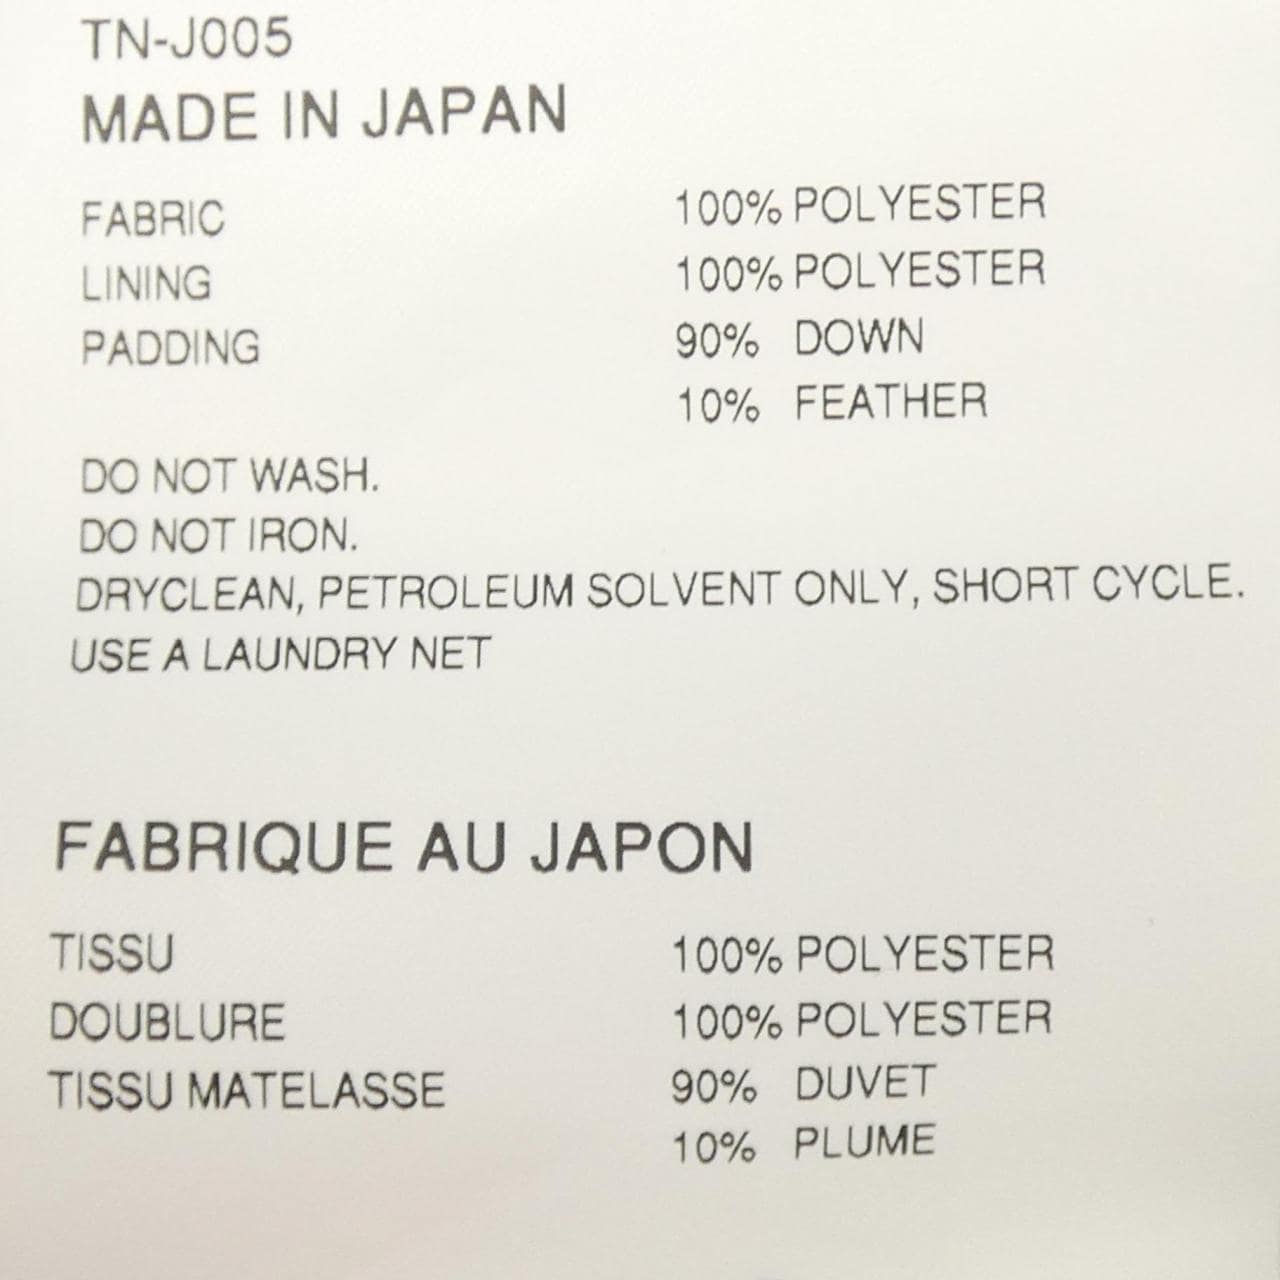 TN-J005
MADE IN JAPAN
FABRIC 100% POLYESTER
LINING 100% POLYESTER
PADDING 90% DOWN
10% FEATHER
DO NOT WASH.
DO NOT IRON.
DRYCLEAN, PETROLEUM SOLVENT ONLY, SHORT CYCLE.
USE A LAUNDRY NET
FABRIQUE AU JAPON
TISSU 100% POLYESTER
DOUBLURE 100% POLYESTER
TISSU MATELASSE 90% DUVET
10% PLUME